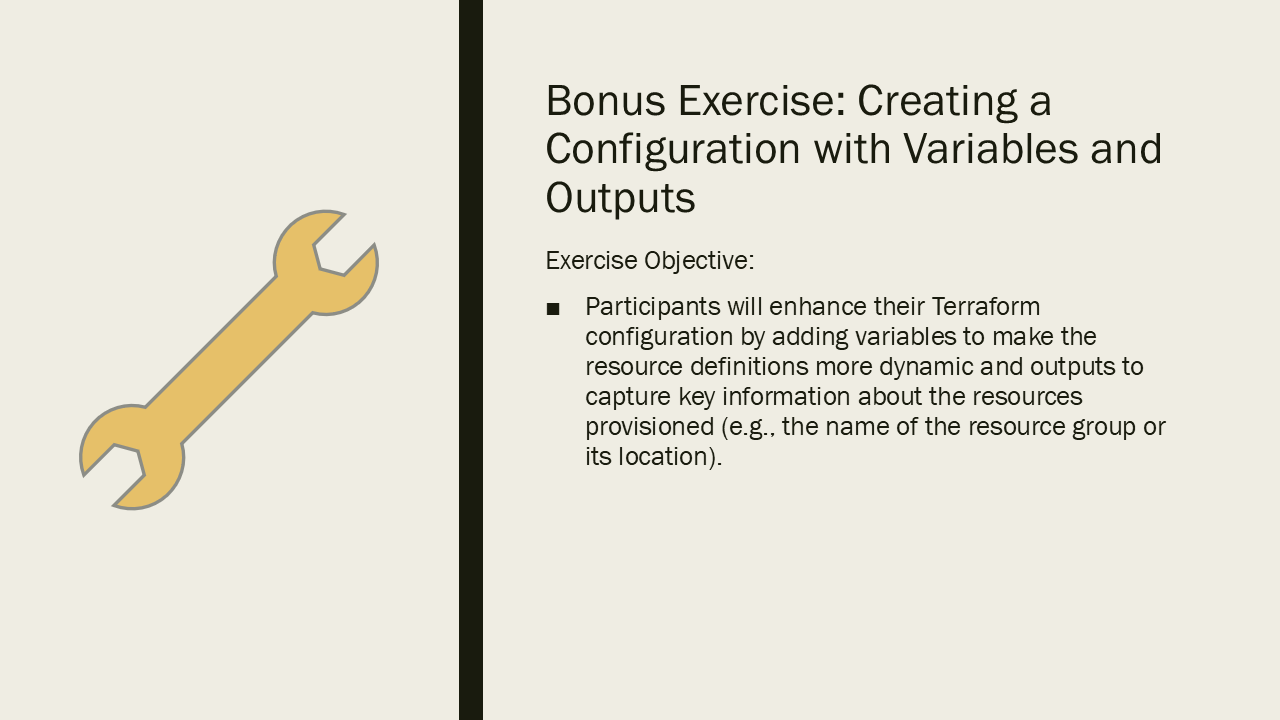 Bonus Exercise: Creating a
Configuration with Variables and
Outputs
Exercise Objective:
■ Participants will enhance their Terraform
configuration by adding variables to make the
resource definitions more dynamic and outputs to
capture key information about the resources
provisioned (e.g., the name of the resource group or
its location).